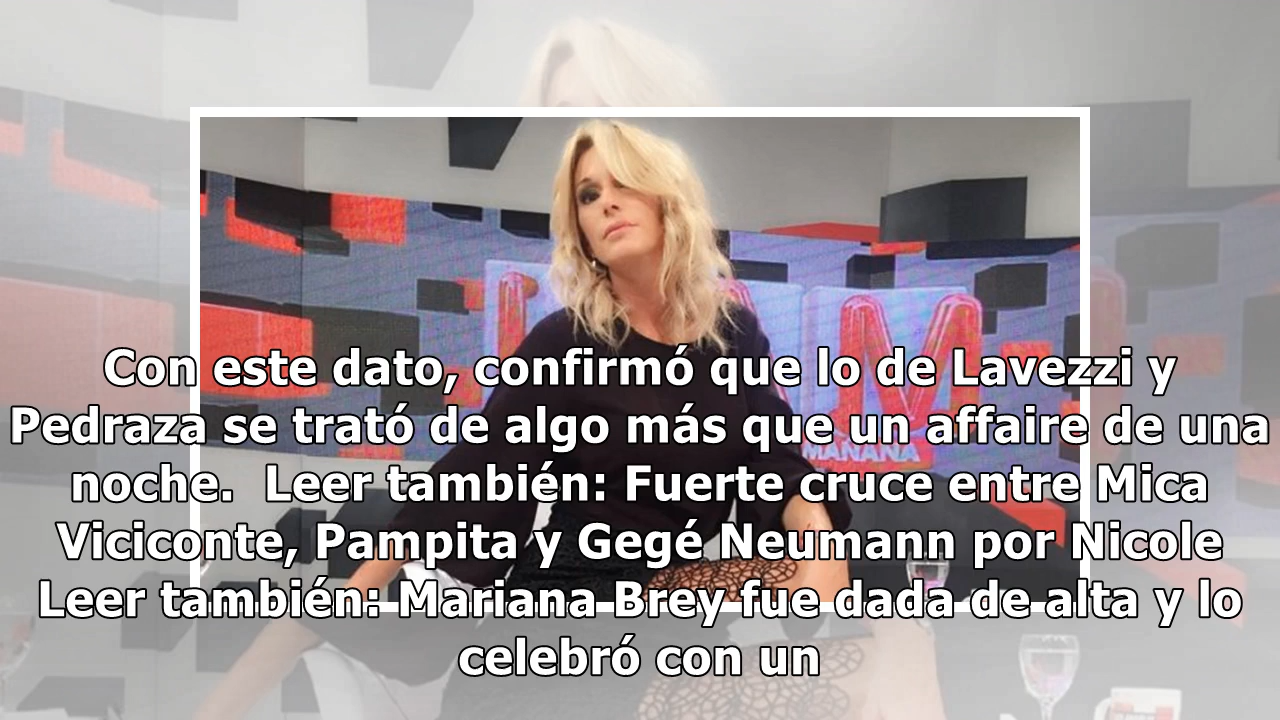 Con este dato, confirmó que lo de Lavezzi y
Pedraza se trató de algo más que un affaire de una
noche.  Leer también: Fuerte cruce entre Mica
Viciconte, Pampita y Gegé Neumann por Nicole
Leer también: Mariana Brey fue dada de alta y lo
celebró con un
MAÑANA